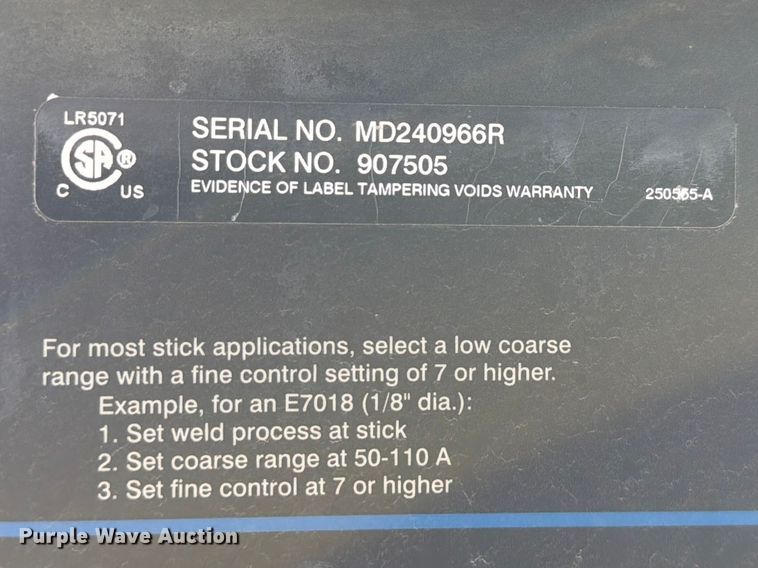 LR5071
SA ®
C US
SERIAL NO. MD240966R
STOCK NO. 907505
EVIDENCE OF LABEL TAMPERING VOIDS WARRANTY
250565-A
For most stick applications, select a low coarse
range with a fine control setting of 7 or higher.
Example, for an E7018 (1/8" dia.):
1. Set weld process at stick
2. Set coarse range at 50-110 A
3. Set fine control at 7 or higher
Purple Wave Auction